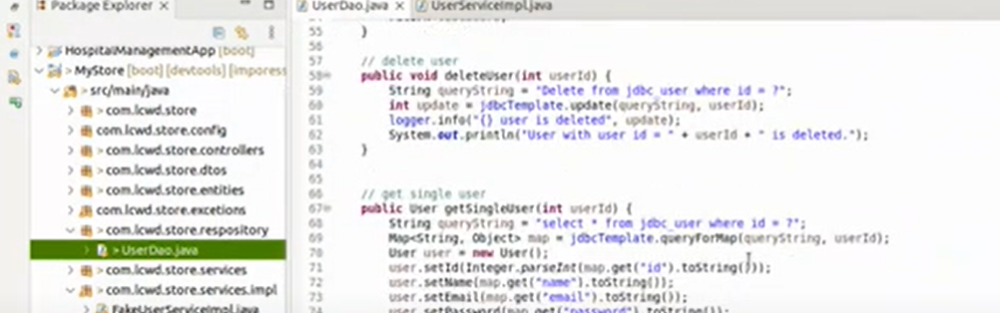 Package Explorer
HospitalManagementApp [boot]
> MyStore [boot] [devtools]
> src/main/java
> com.lcwd.store
com.lcwd.store.config
> com.lcwd.store.controllers
> com.lcwd.store.dtos
> com.lcwd.store.entities
com.lcwd.store.excetions
> com.lcwd.store.respository
> UserDao.java
> com.lcwd.store.services
> com.lcwd.store.services.impl
FakeUserServiceImpl.java
UserDao.java
UserServiceImpl.java
55 }
56
57 // delete user
58 public void deleteUser(int userId) {
59 String queryString = "Delete from jdbc_user where id = ?";
60 int update = jdbcTemplate.update(queryString, userId);
61 logger.info("{} user is deleted", update);
62 System.out.println("User with user id = " + userId + " is deleted.");
63 }
64
65
66 // get single user
67 public User getSingleUser(int userId) {
68 String queryString = "select * from jdbc_user where id = ?";
69 Map<String, Object> map = jdbcTemplate.queryForMap(queryString, userId);
70 User user = new User();
71 user.setId(Integer.parseInt(map.get("id").toString()));
72 user.setName(map.get("name").toString());
73 user.setEmail(map.get("email").toString());
74 user.setPassword(map.get("password").toString());